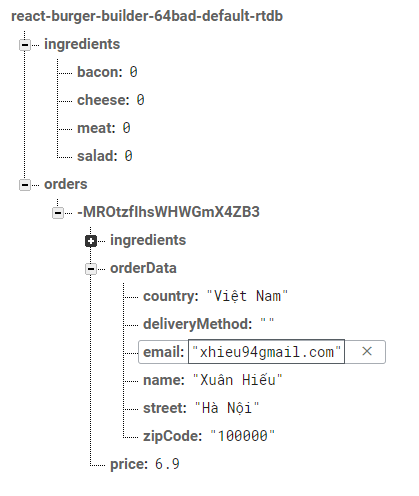 react-burger-builder-64bad-default-rtdb
ingredients
bacon: 0
cheese: 0
meat: 0
salad: 0
orders
-MROtzfIhsWHWGmX4ZB3
ingredients
orderData
country: "Việt Nam"
deliveryMethod: ""
email: "xhieu94gmail.com"
name: "Xuân Hiếu"
street: "Hà Nội"
zipCode: "100000"
price: 6.9